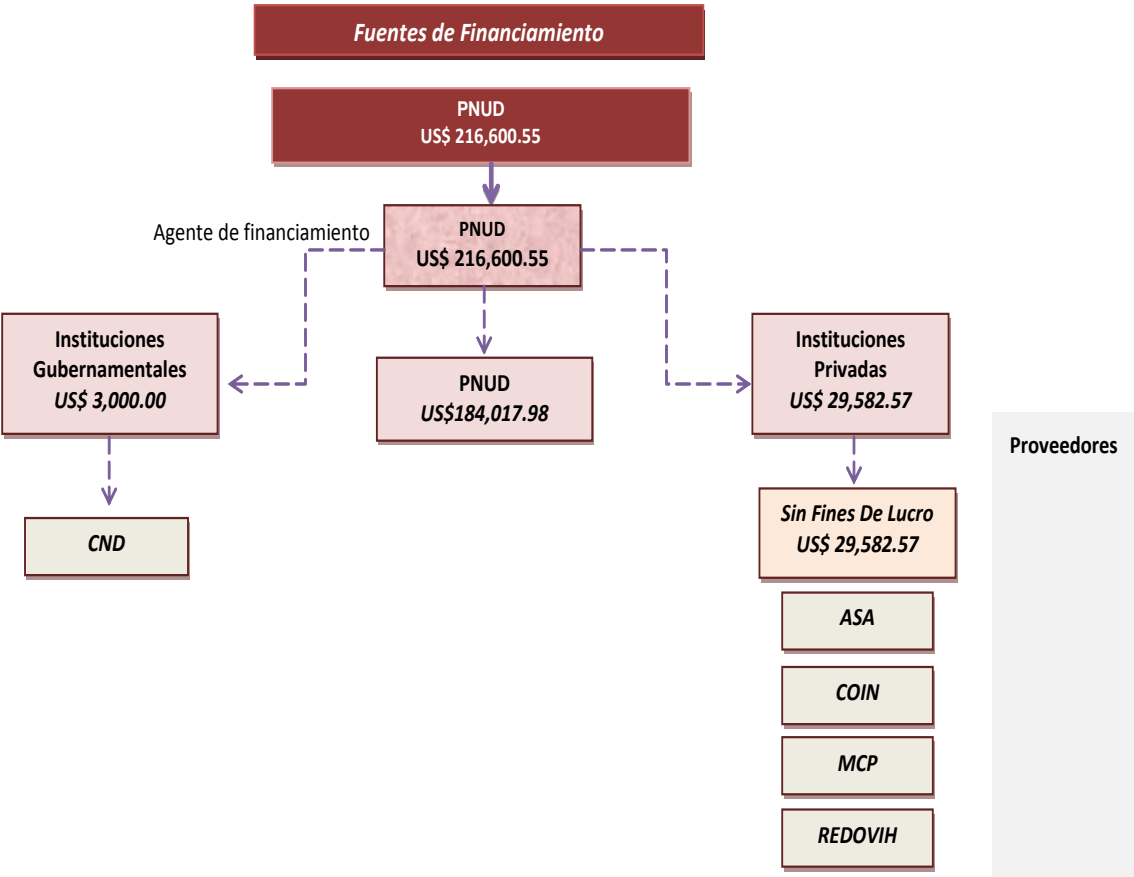 Fuentes de Financiamiento
PNUD
US$ 216,600.55
Agente de financiamiento
PNUD
US$ 216,600.55
Instituciones
Gubernamentales
US$ 3,000.00
PNUD
US$184,017.98
Instituciones
Privadas
US$ 29,582.57
Proveedores
CND
Sin Fines De Lucro
US$ 29,582.57
ASA
COIN
MCP
REDOVIH